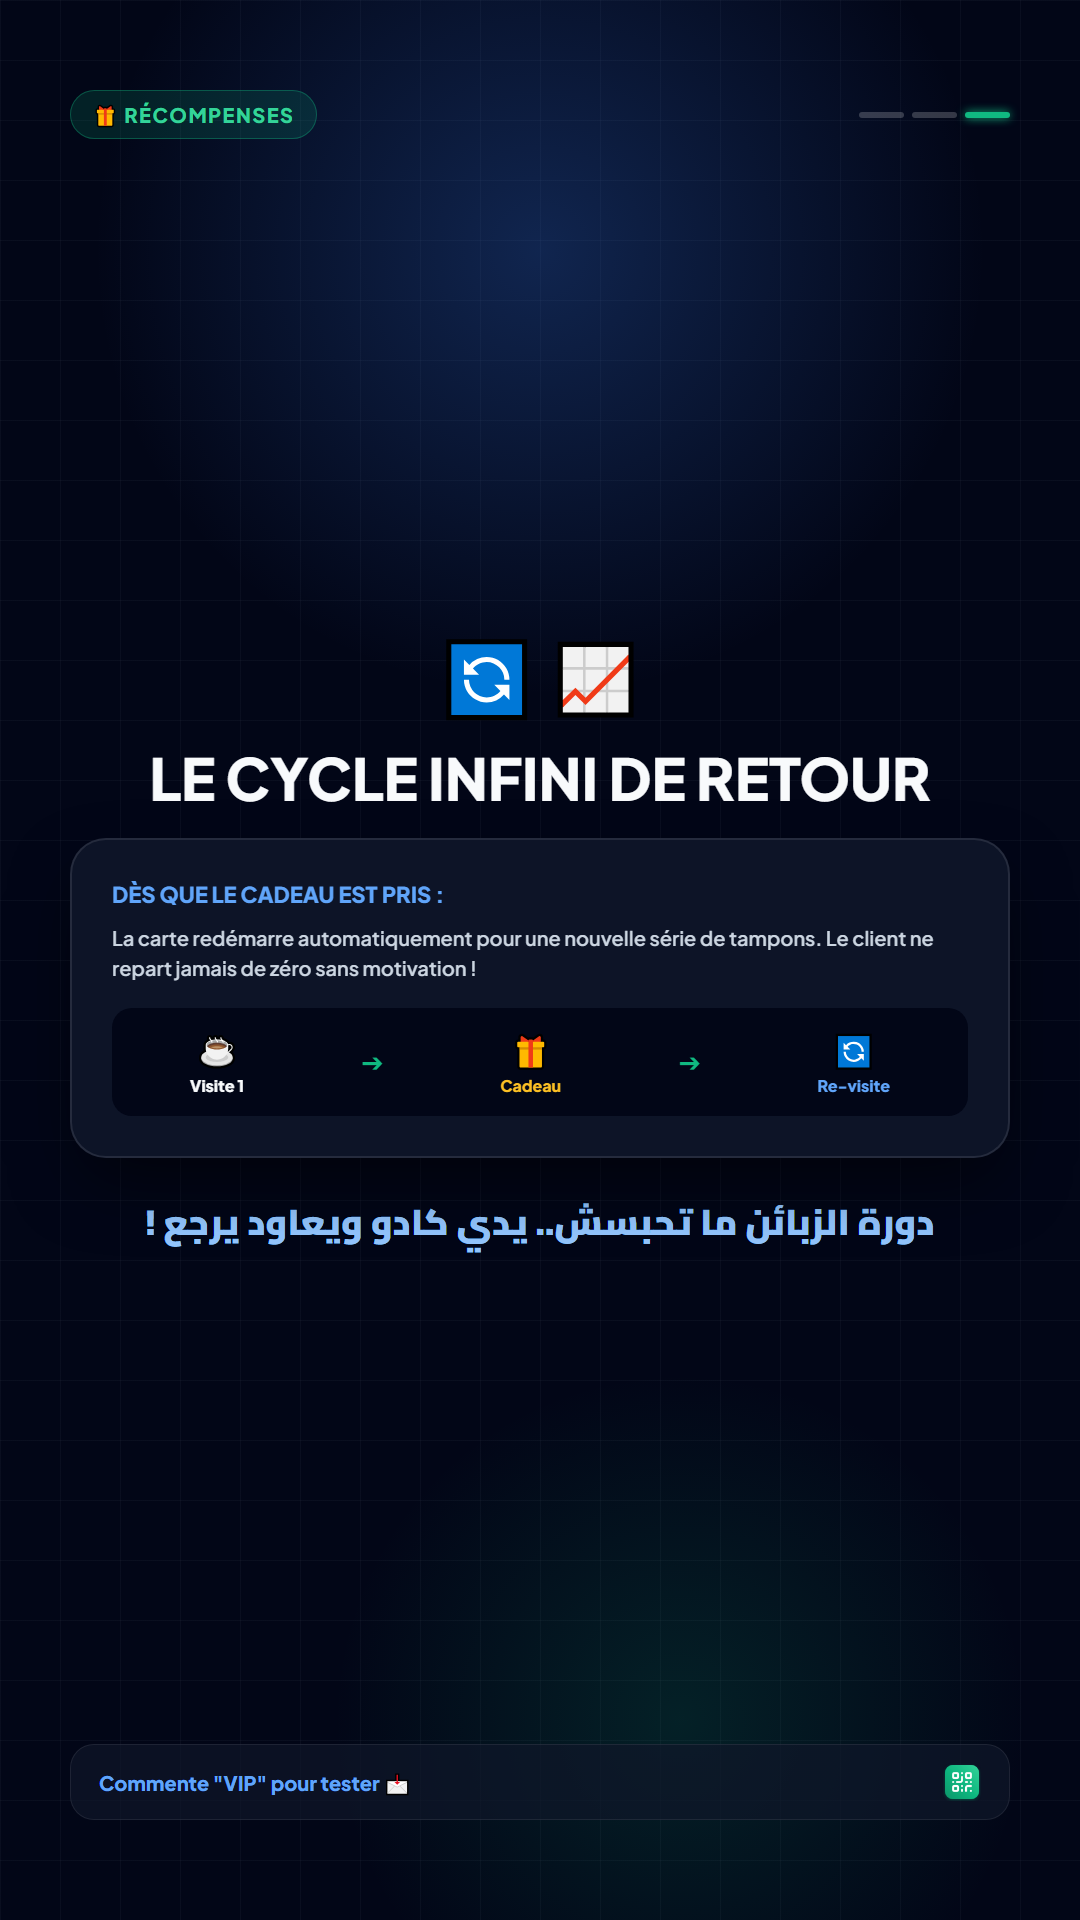 🎁 RÉCOMPENSES
LE CYCLE INFINI DE RETOUR
DÈS QUE LE CADEAU EST PRIS :
La carte redémarre automatiquement pour une nouvelle série de tampons. Le client ne
repart jamais de zéro sans motivation !
Visite 1 ➔ Cadeau ➔ Re-visite
دورة الزبائن ما تحبسش.. يدي كادو ويعاود يرجع !
Commente "VIP" pour tester 📩